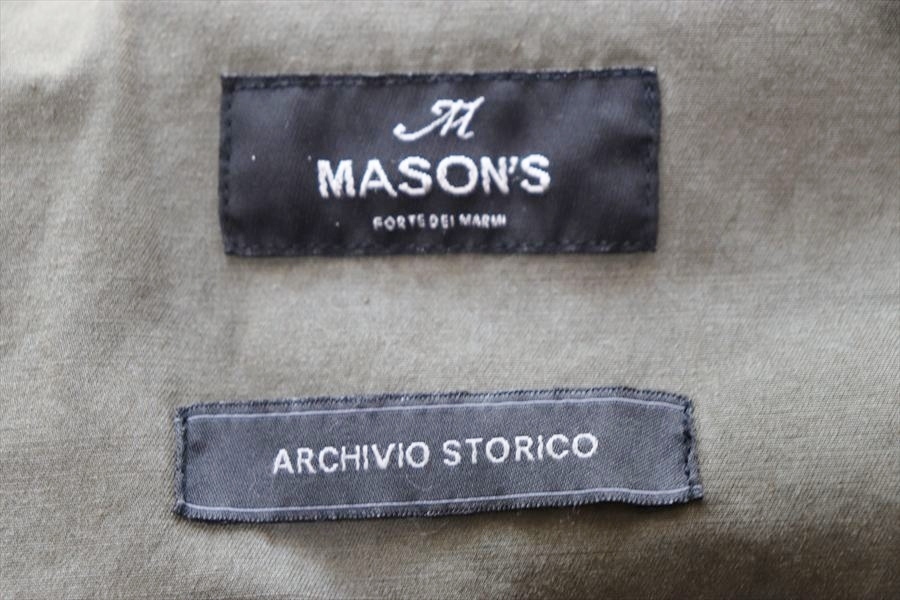 M
MASON'S
FORTE DEI MARMI
ARCHIVIO STORICO